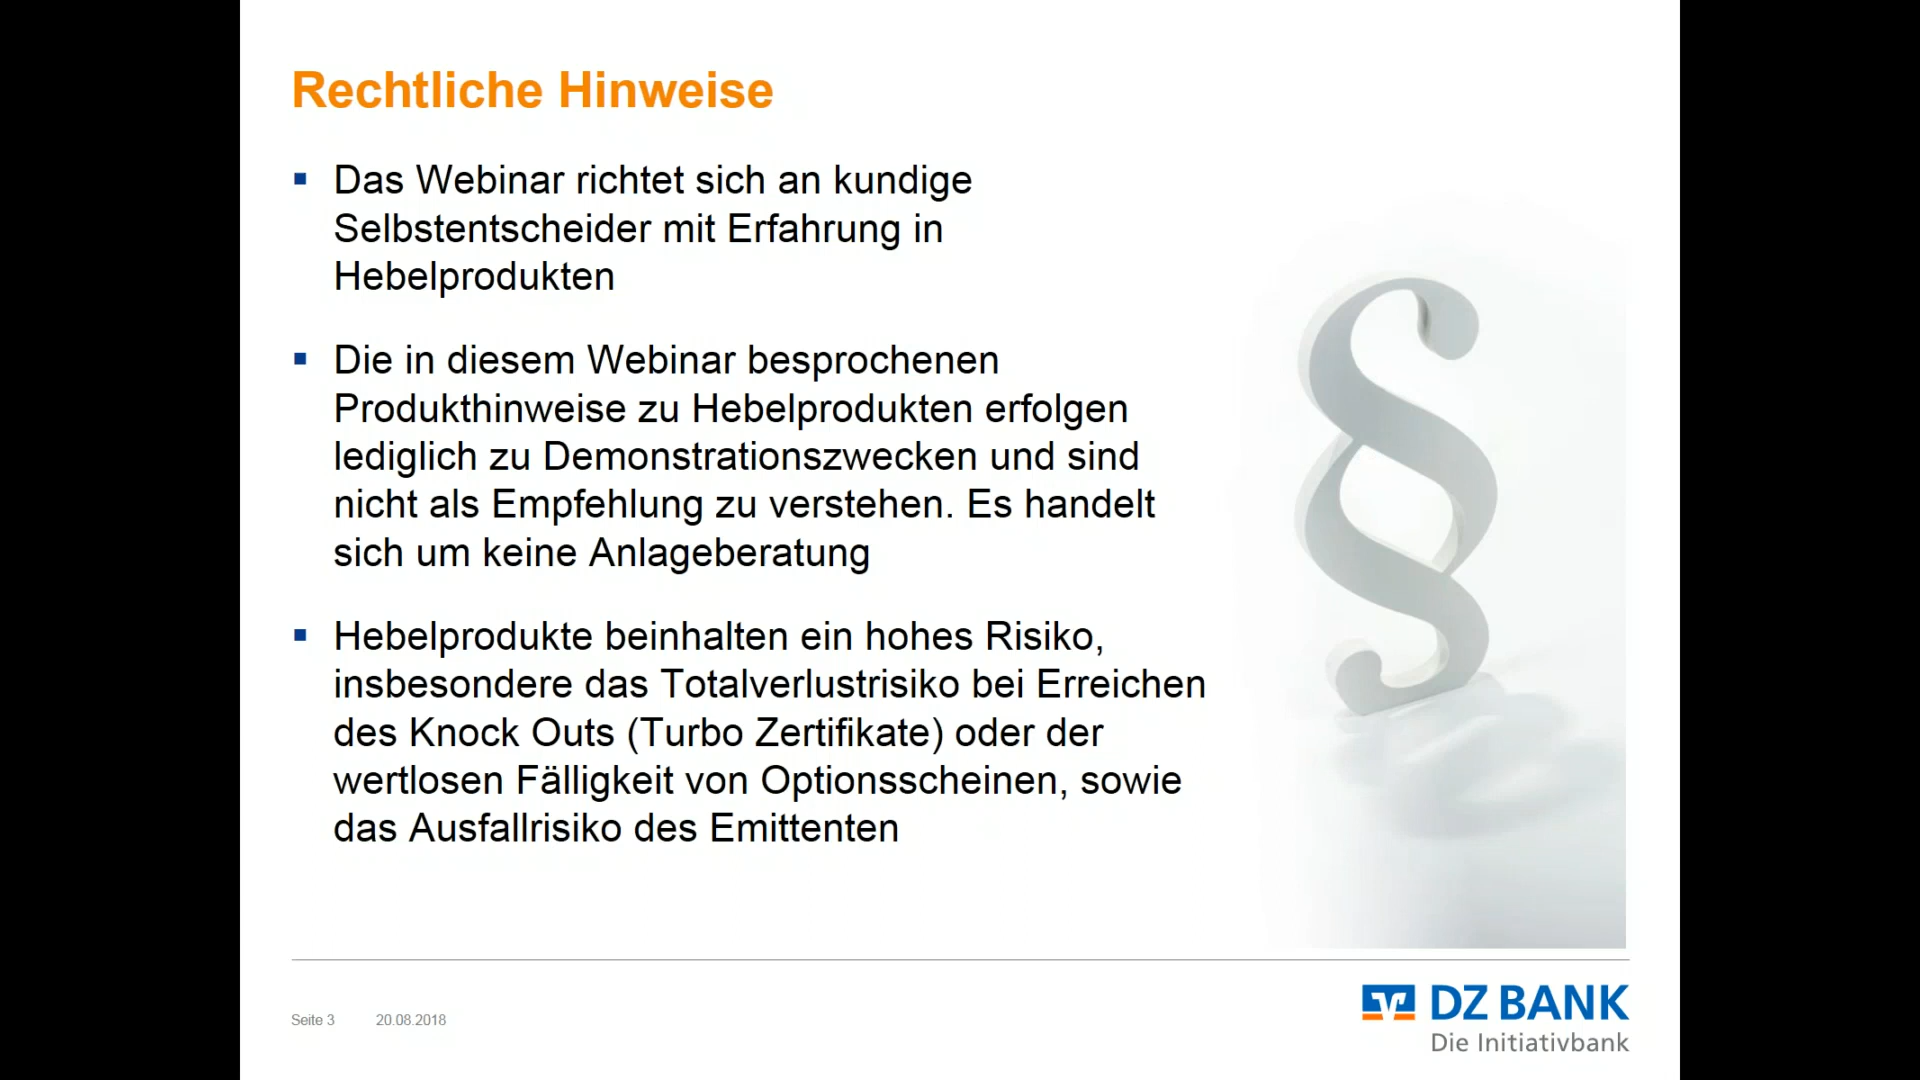 Rechtliche Hinweise
▪ Das Webinar richtet sich an kundige
Selbstentscheider mit Erfahrung in
Hebelprodukten
▪ Die in diesem Webinar besprochenen
Produkthinweise zu Hebelprodukten erfolgen
lediglich zu Demonstrationszwecken und sind
nicht als Empfehlung zu verstehen. Es handelt
sich um keine Anlageberatung
▪ Hebelprodukte beinhalten ein hohes Risiko,
insbesondere das Totalverlustrisiko bei Erreichen
des Knock Outs (Turbo Zertifikate) oder der
wertlosen Fälligkeit von Optionsscheinen, sowie
das Ausfallrisiko des Emittenten
§
Seite 3 20.08.2018
DZ BANK
Die Initiativbank